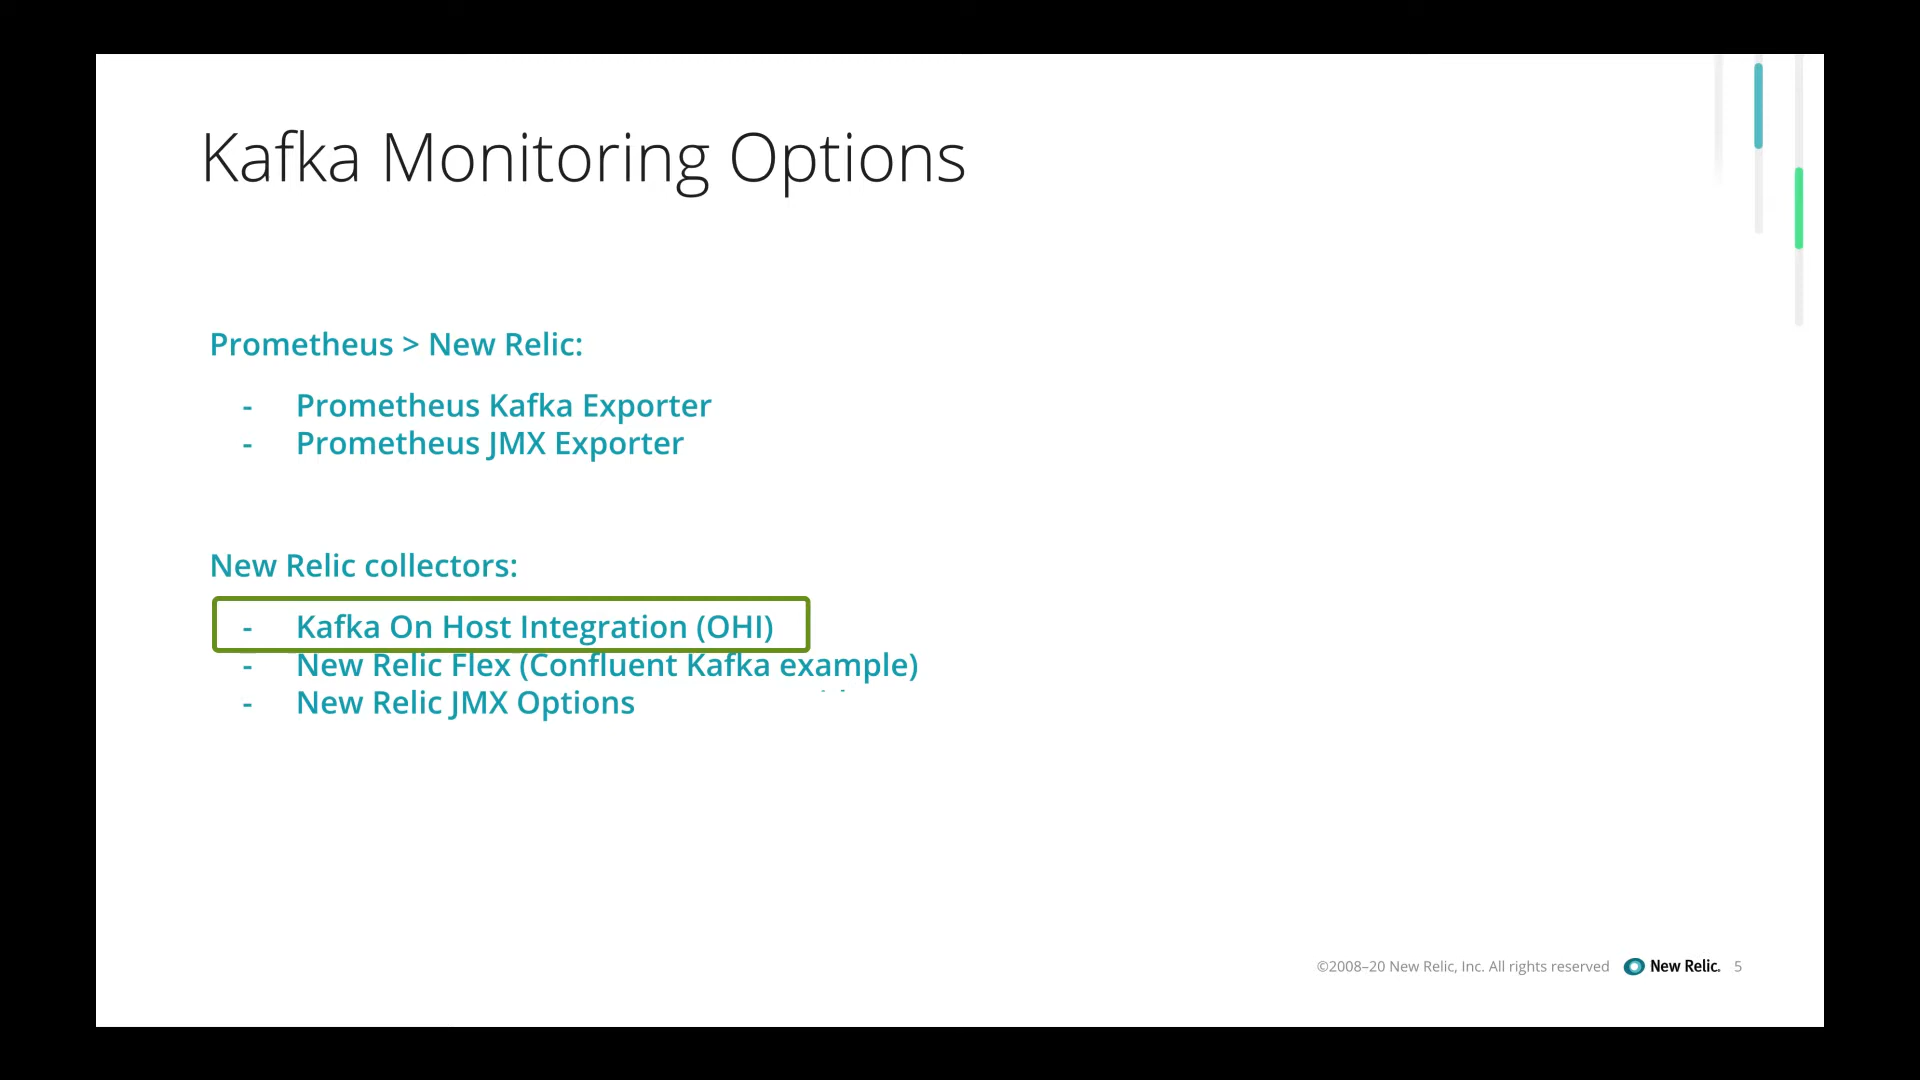 Kafka Monitoring Options
Prometheus > New Relic:
- Prometheus Kafka Exporter
- Prometheus JMX Exporter
New Relic collectors:
- Kafka On Host Integration (OHI)
- New Relic Flex (Confluent Kafka example)
- New Relic JMX Options
©2008–20 New Relic, Inc. All rights reserved New Relic. 5